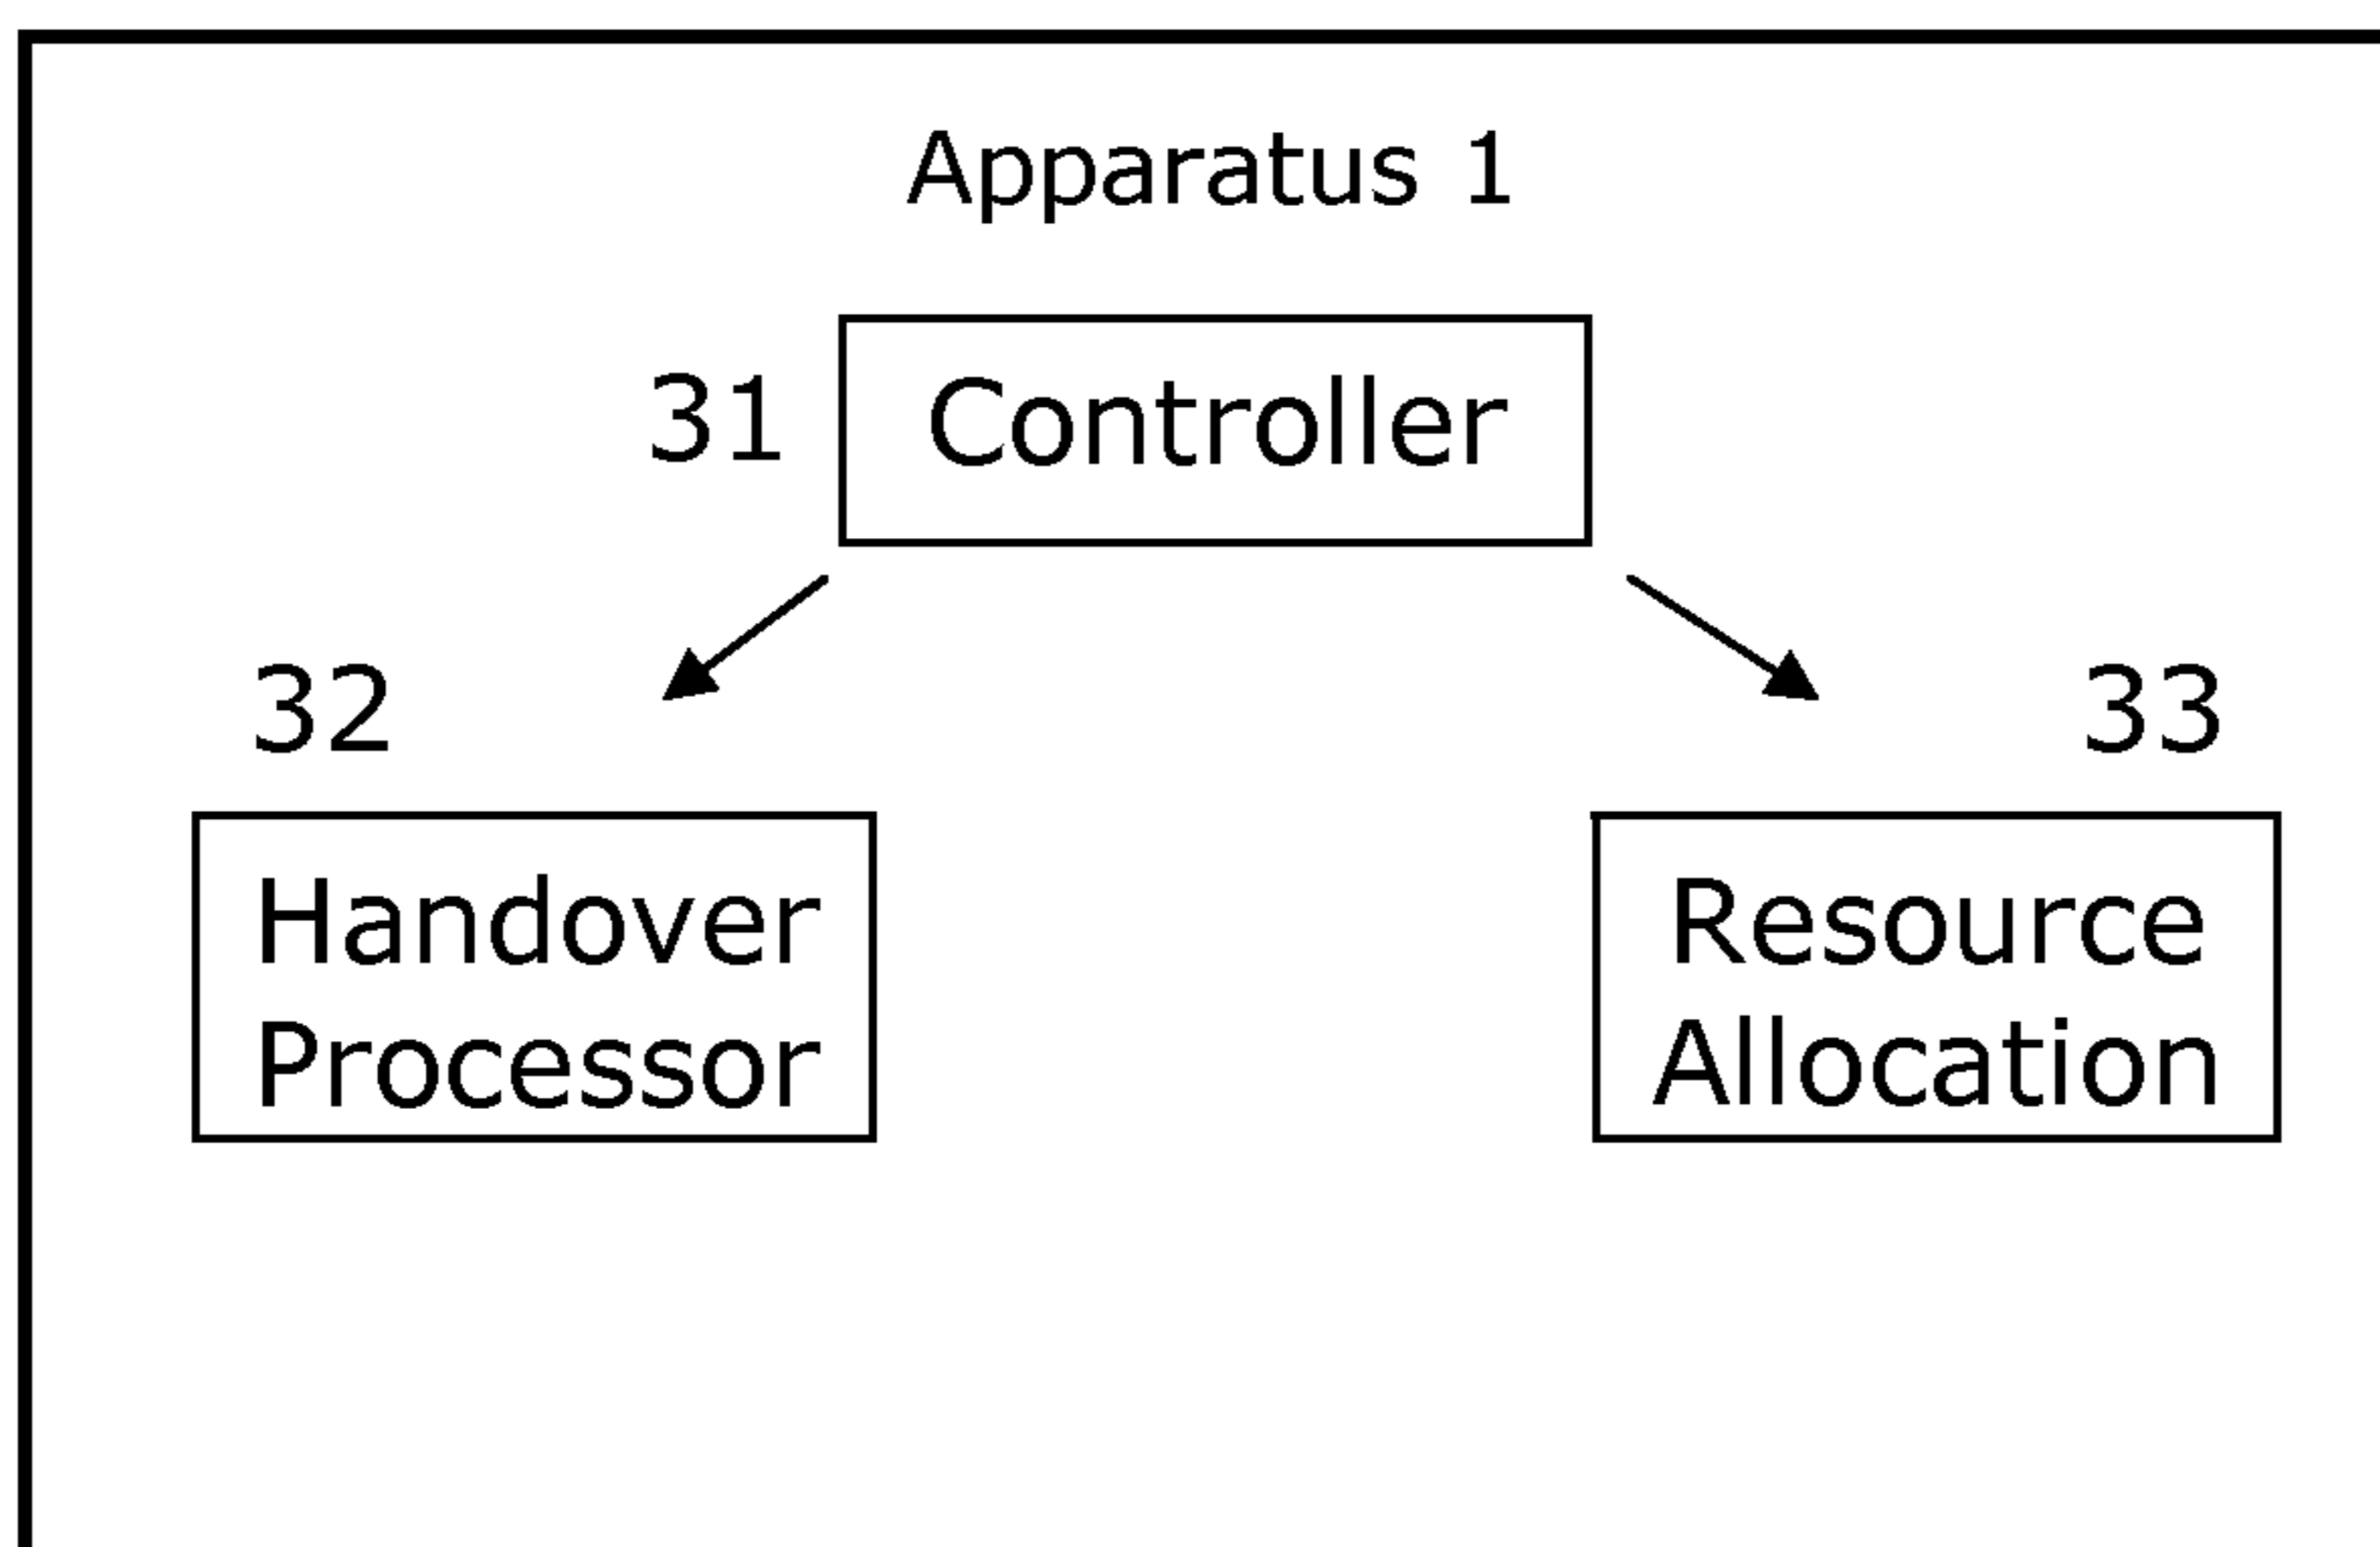 Apparatus 1
31 Controller
32
33
Handover
Processor
Resource
Allocation